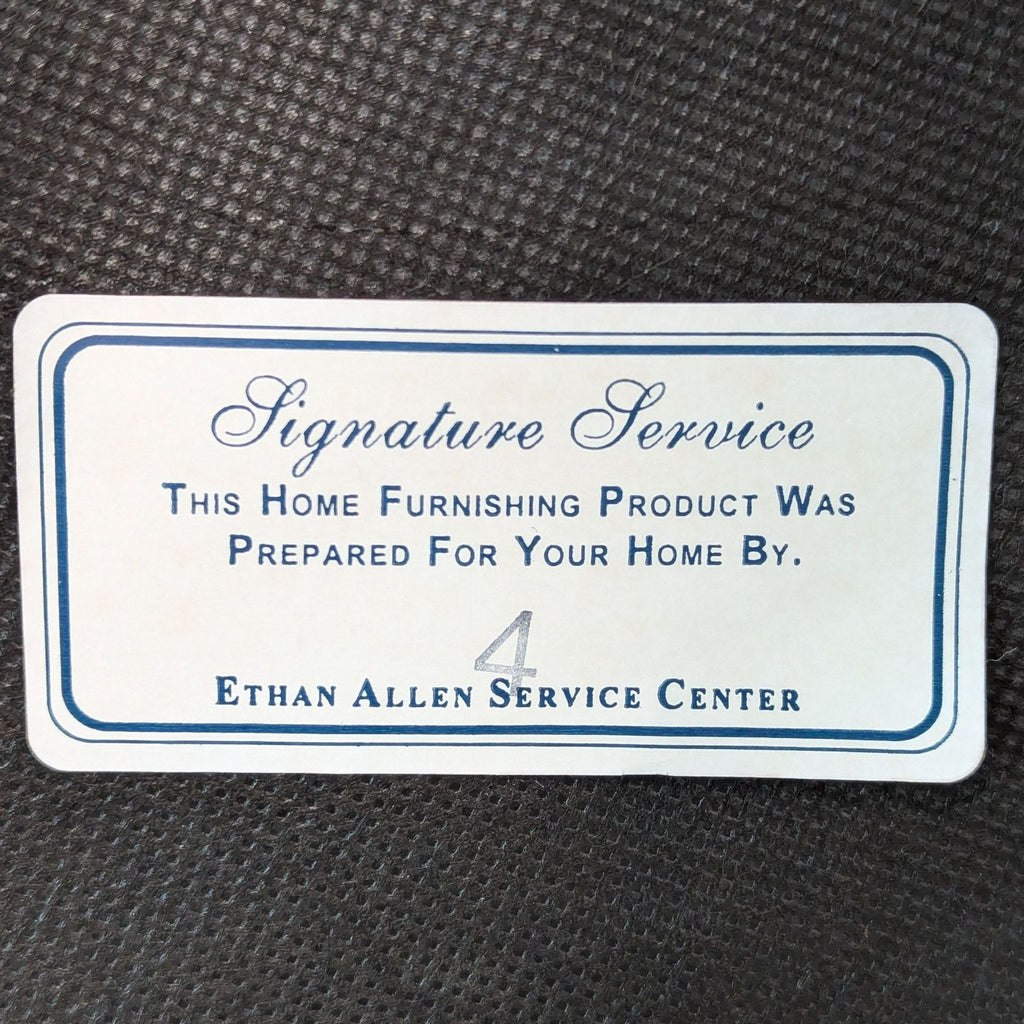 Signature Service
THIS HOME FURNISHING PRODUCT WAS
PREPARED FOR YOUR HOME BY.
4
ETHAN ALLEN SERVICE CENTER